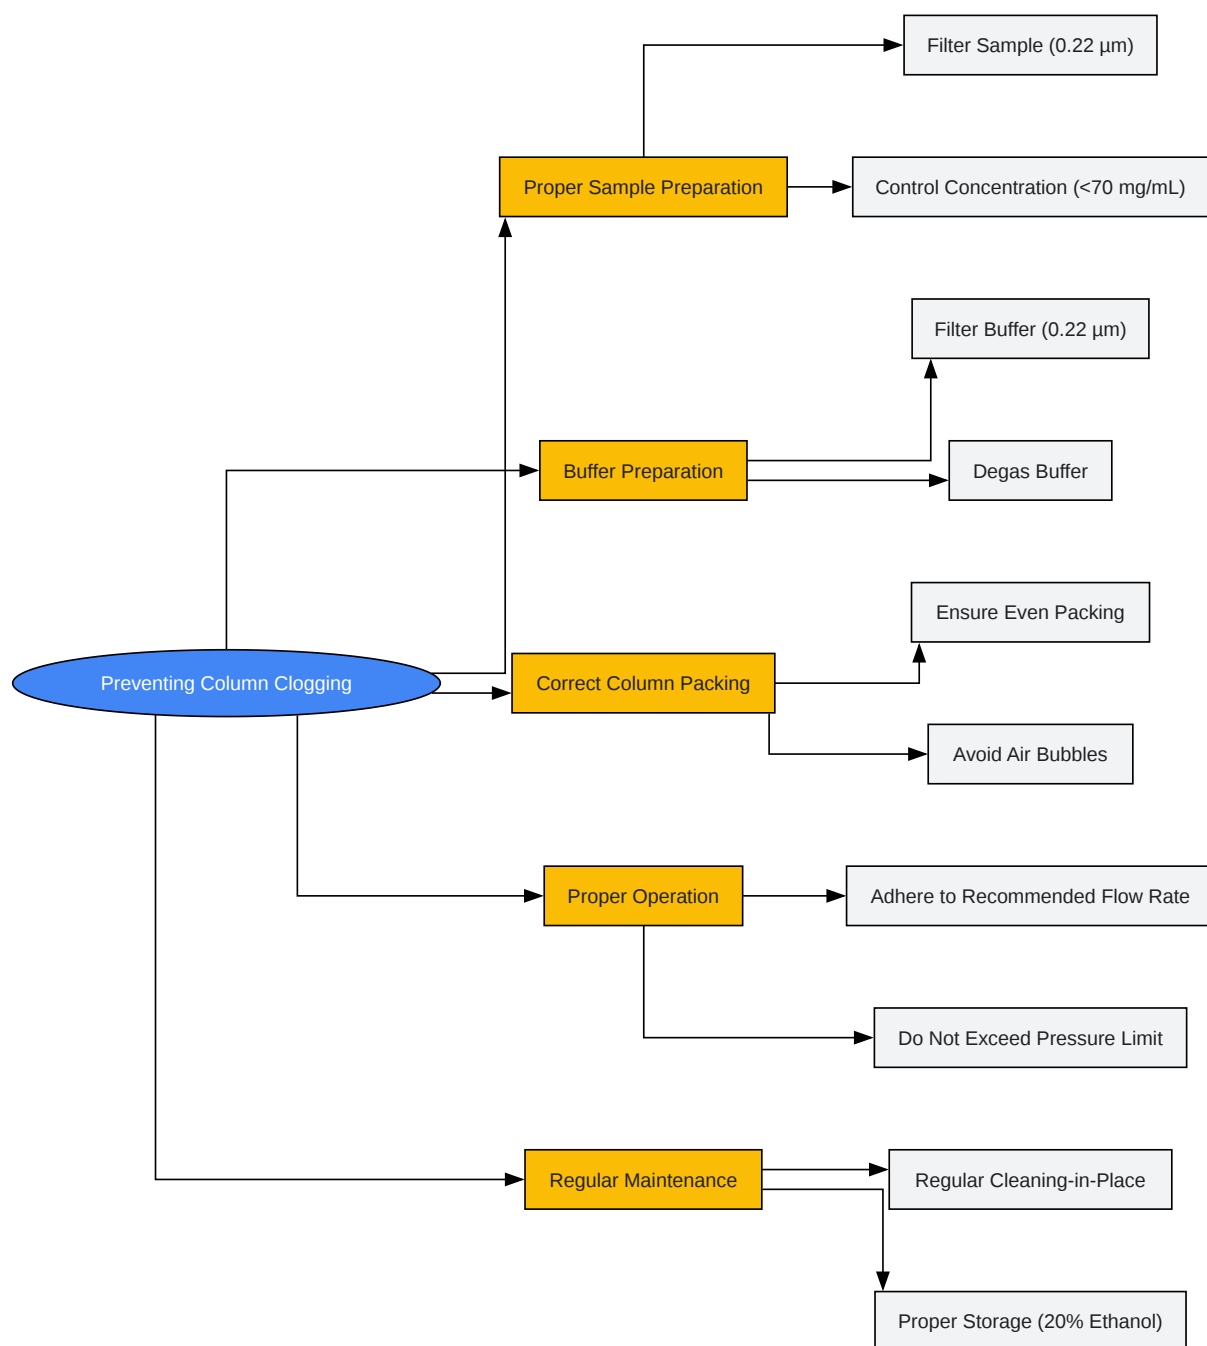 Filter Sample (0.22 µm)
Proper Sample Preparation
Control Concentration (<70 mg/mL)
Filter Buffer (0.22 µm)
Buffer Preparation
Degas Buffer
Ensure Even Packing
Preventing Column Clogging
Correct Column Packing
Avoid Air Bubbles
Proper Operation
Adhere to Recommended Flow Rate
Do Not Exceed Pressure Limit
Regular Maintenance
Regular Cleaning-in-Place
Proper Storage (20% Ethanol)